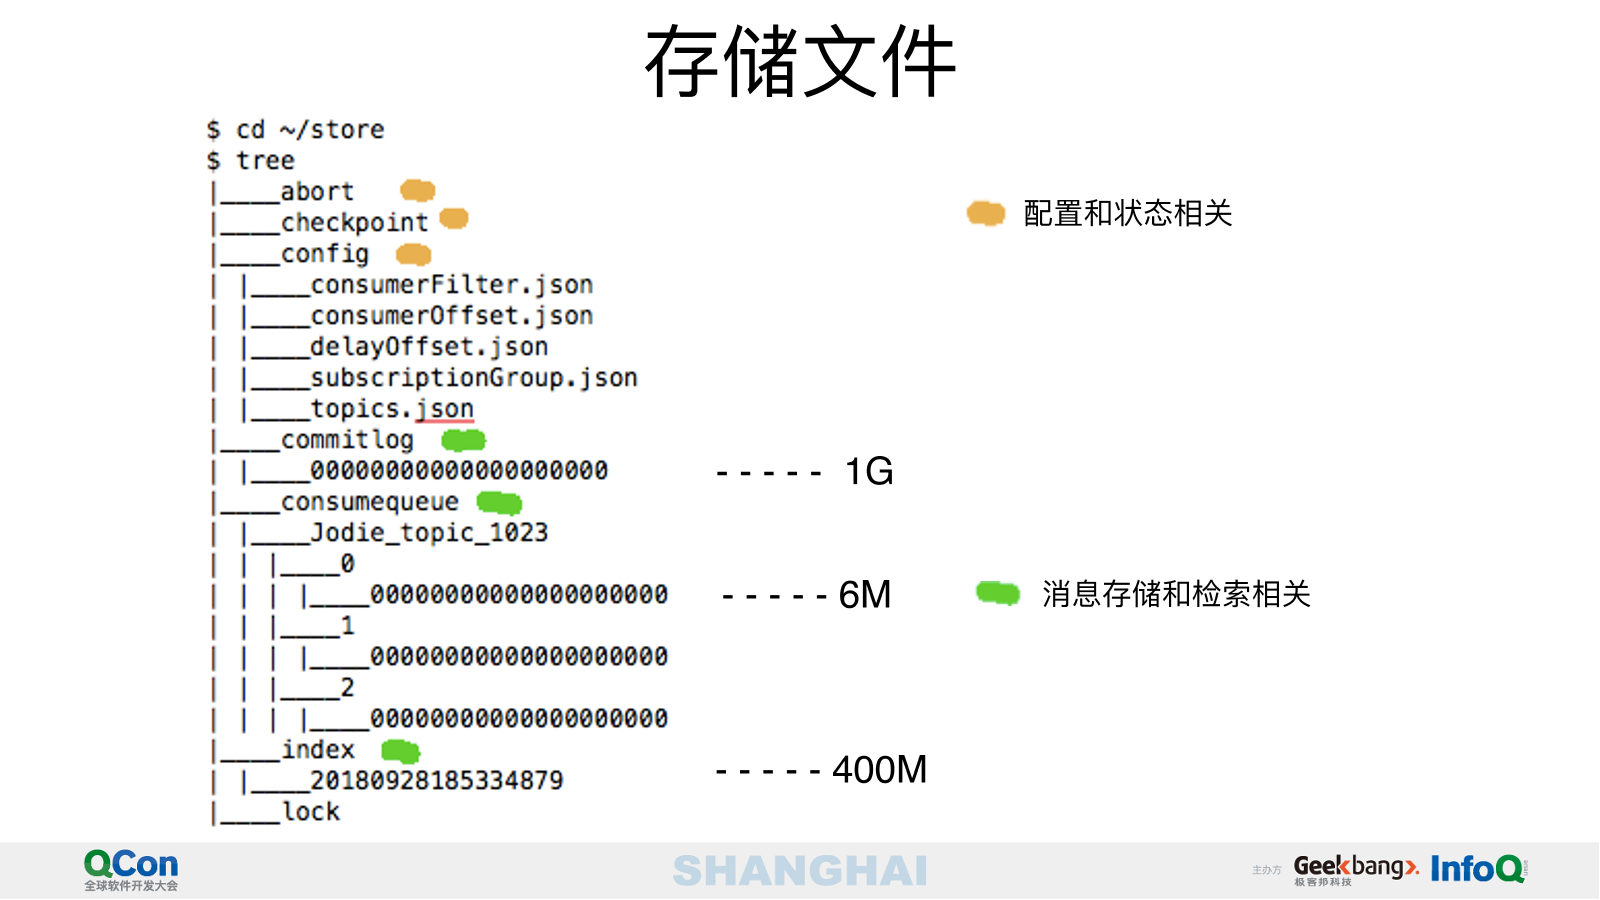 存储文件
$ cd ~/store
$ tree
|____abort
|____checkpoint
|____config
| |____consumerFilter.json
| |____consumerOffset.json
| |____delayOffset.json
| |____subscriptionGroup.json
| |____topics.json
|____commitlog
| |____00000000000000000000 ----- 1G
|____consumequeue
| |____Jodie_topic_1023
| | |____0
| | | |____00000000000000000000 ----- 6M
| | |____1
| | | |____00000000000000000000
| | |____2
| | | |____00000000000000000000
|____index
| |____20180928185334879 ----- 400M
|____lock
配置和状态相关
消息存储和检索相关
QCon
全球软件开发大会
SHANGHAI
主办方
Geekbang
极客邦科技
InfoQ